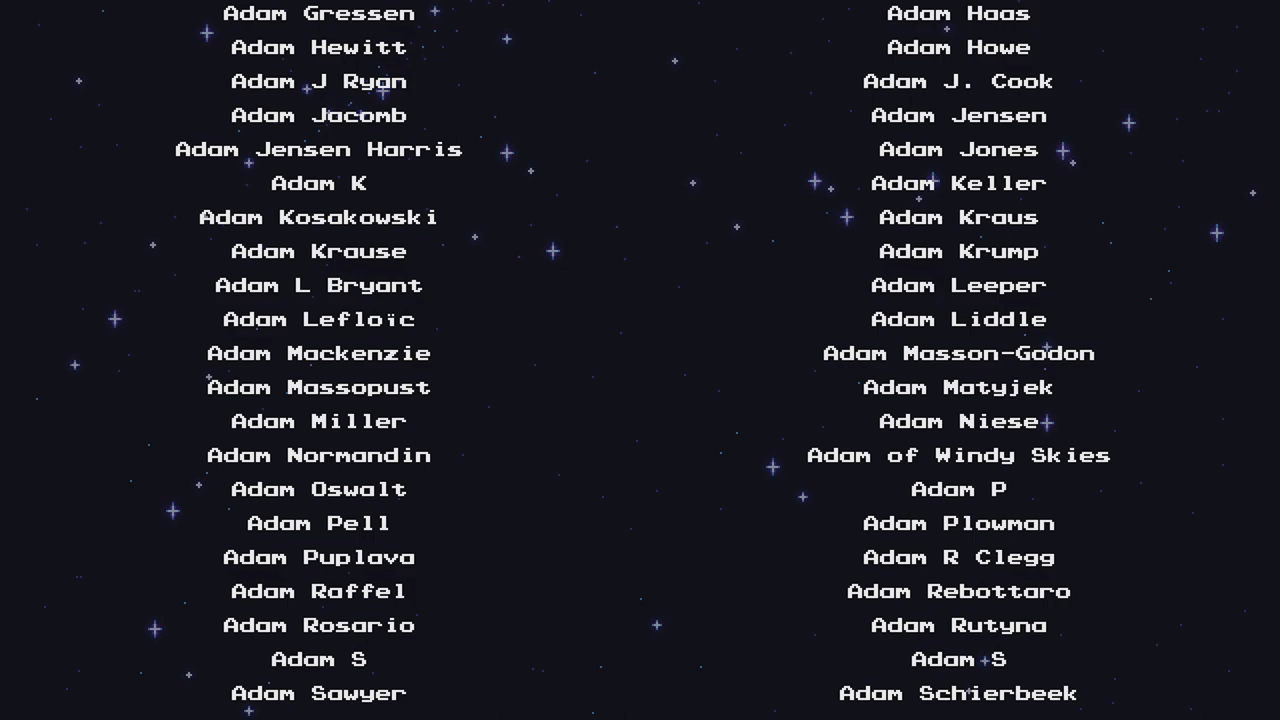 Adam Gressen
Adam Haas
Adam Hewitt
Adam Howe
Adam J Ryan
Adam J. Cook
Adam Jacomb
Adam Jensen
Adam Jensen Harris
Adam Jones
Adam K
Adam Keller
Adam Kosakowski
Adam Kraus
Adam Krause
Adam Krump
Adam L Bryant
Adam Leeper
Adam Lefloïc
Adam Liddle
Adam Mackenzie
Adam Masson-Godon
Adam Massopust
Adam Matyjek
Adam Miller
Adam Niese
Adam Normandin
Adam of Windy Skies
Adam Oswalt
Adam P
Adam Pell
Adam Plowman
Adam Puplava
Adam R Clegg
Adam Raffel
Adam Rebottaro
Adam Rosario
Adam Rutyna
Adam S
Adam S
Adam Sawyer
Adam Schierbeek